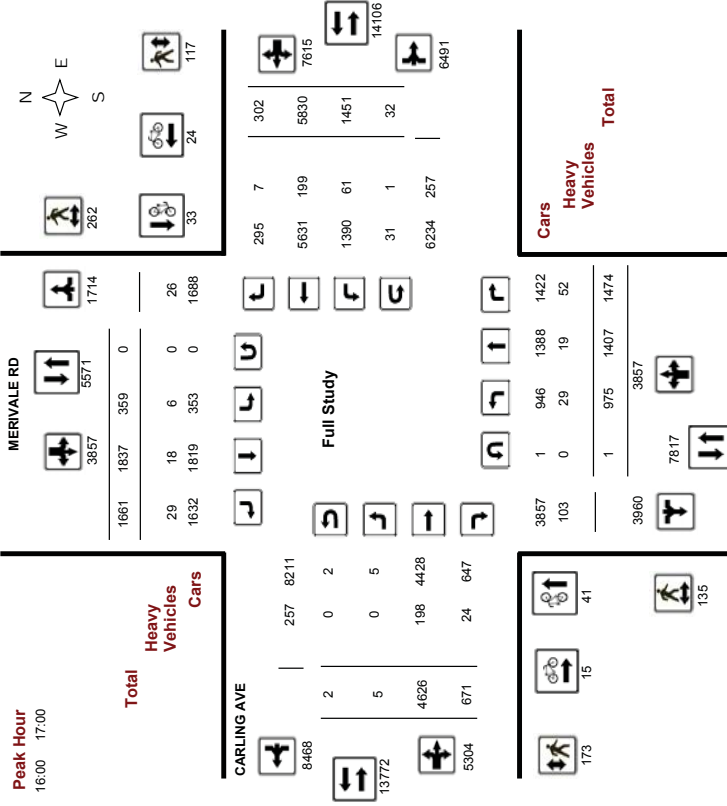 Peak Hour
16:00 17:00
MERIVALE RD
N
W E
S
262
117
24
33
3857
5571
1714
1661 1837 359 0
Total
29 18 6 0 26
Heavy
Vehicles
1632 1819 353 0 1688
Cars
CARLING AVE
Full Study
8468
257 8211
2 0 2
5 0 5
4626 198 4428
671 24 647
13772
5304
295 7 302
5631 199 5830
1390 61 1451
31 1 32
6234 257
7615
14106
6491
3857 1 946 1388 1422
Cars
103 0 29 19 52
Heavy
Vehicles
3960 1 975 1407 1474
Total
3857
7817
41
15
173
135